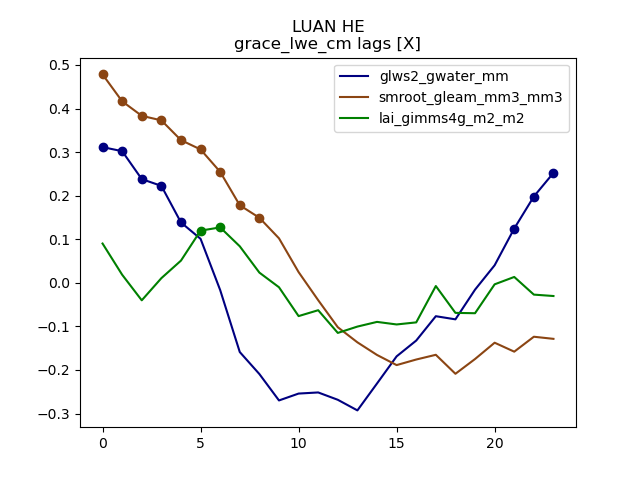 LUAN HE
grace_lwe_cm lags [X]
0.5
0.4
0.3
0.2
0.1
0.0
−0.1
−0.2
−0.3
glws2_gwater_mm
smroot_gleam_mm3_mm3
lai_gimms4g_m2_m2
0
5
10
15
20